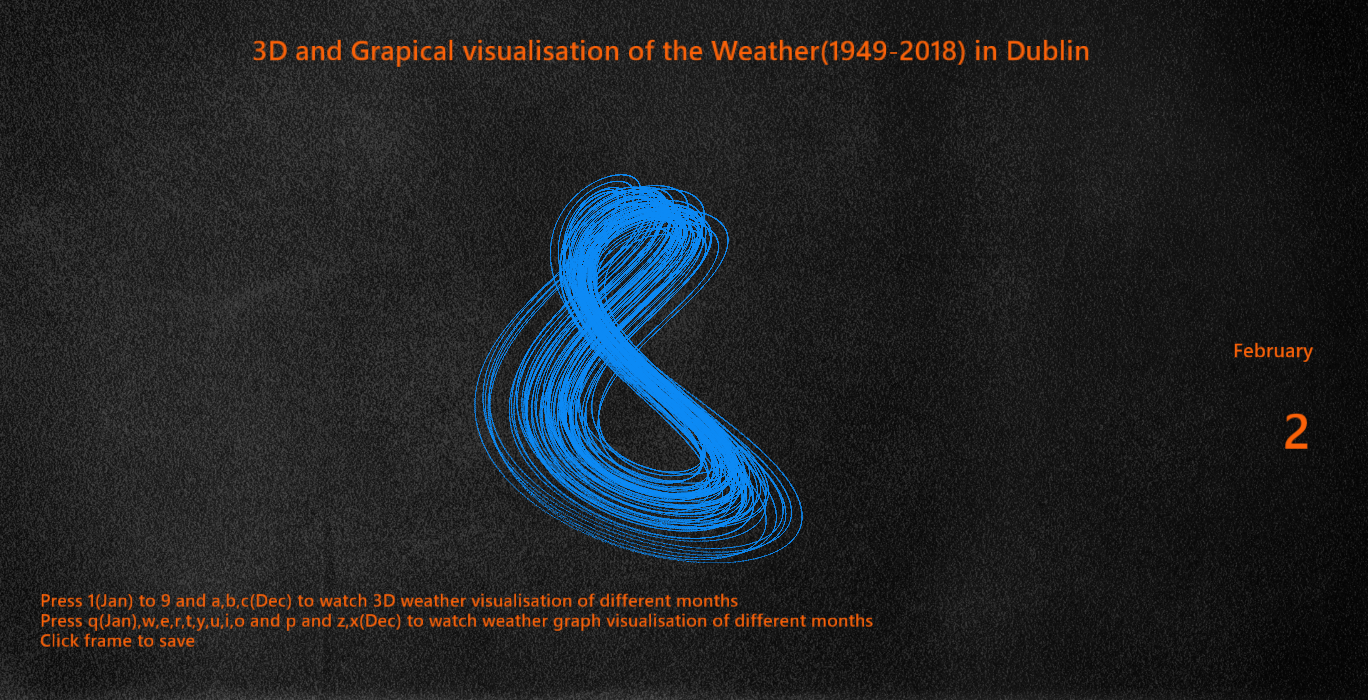 3D and Grapical visualisation of the Weather(1949-2018) in Dublin
February
2
Press 1(Jan) to 9 and a,b,c(Dec) to watch 3D weather visualisation of different months
Press q(Jan),w,e,r,t,y,u,i,o and p and z,x(Dec) to watch weather graph visualisation of different months
Click frame to save